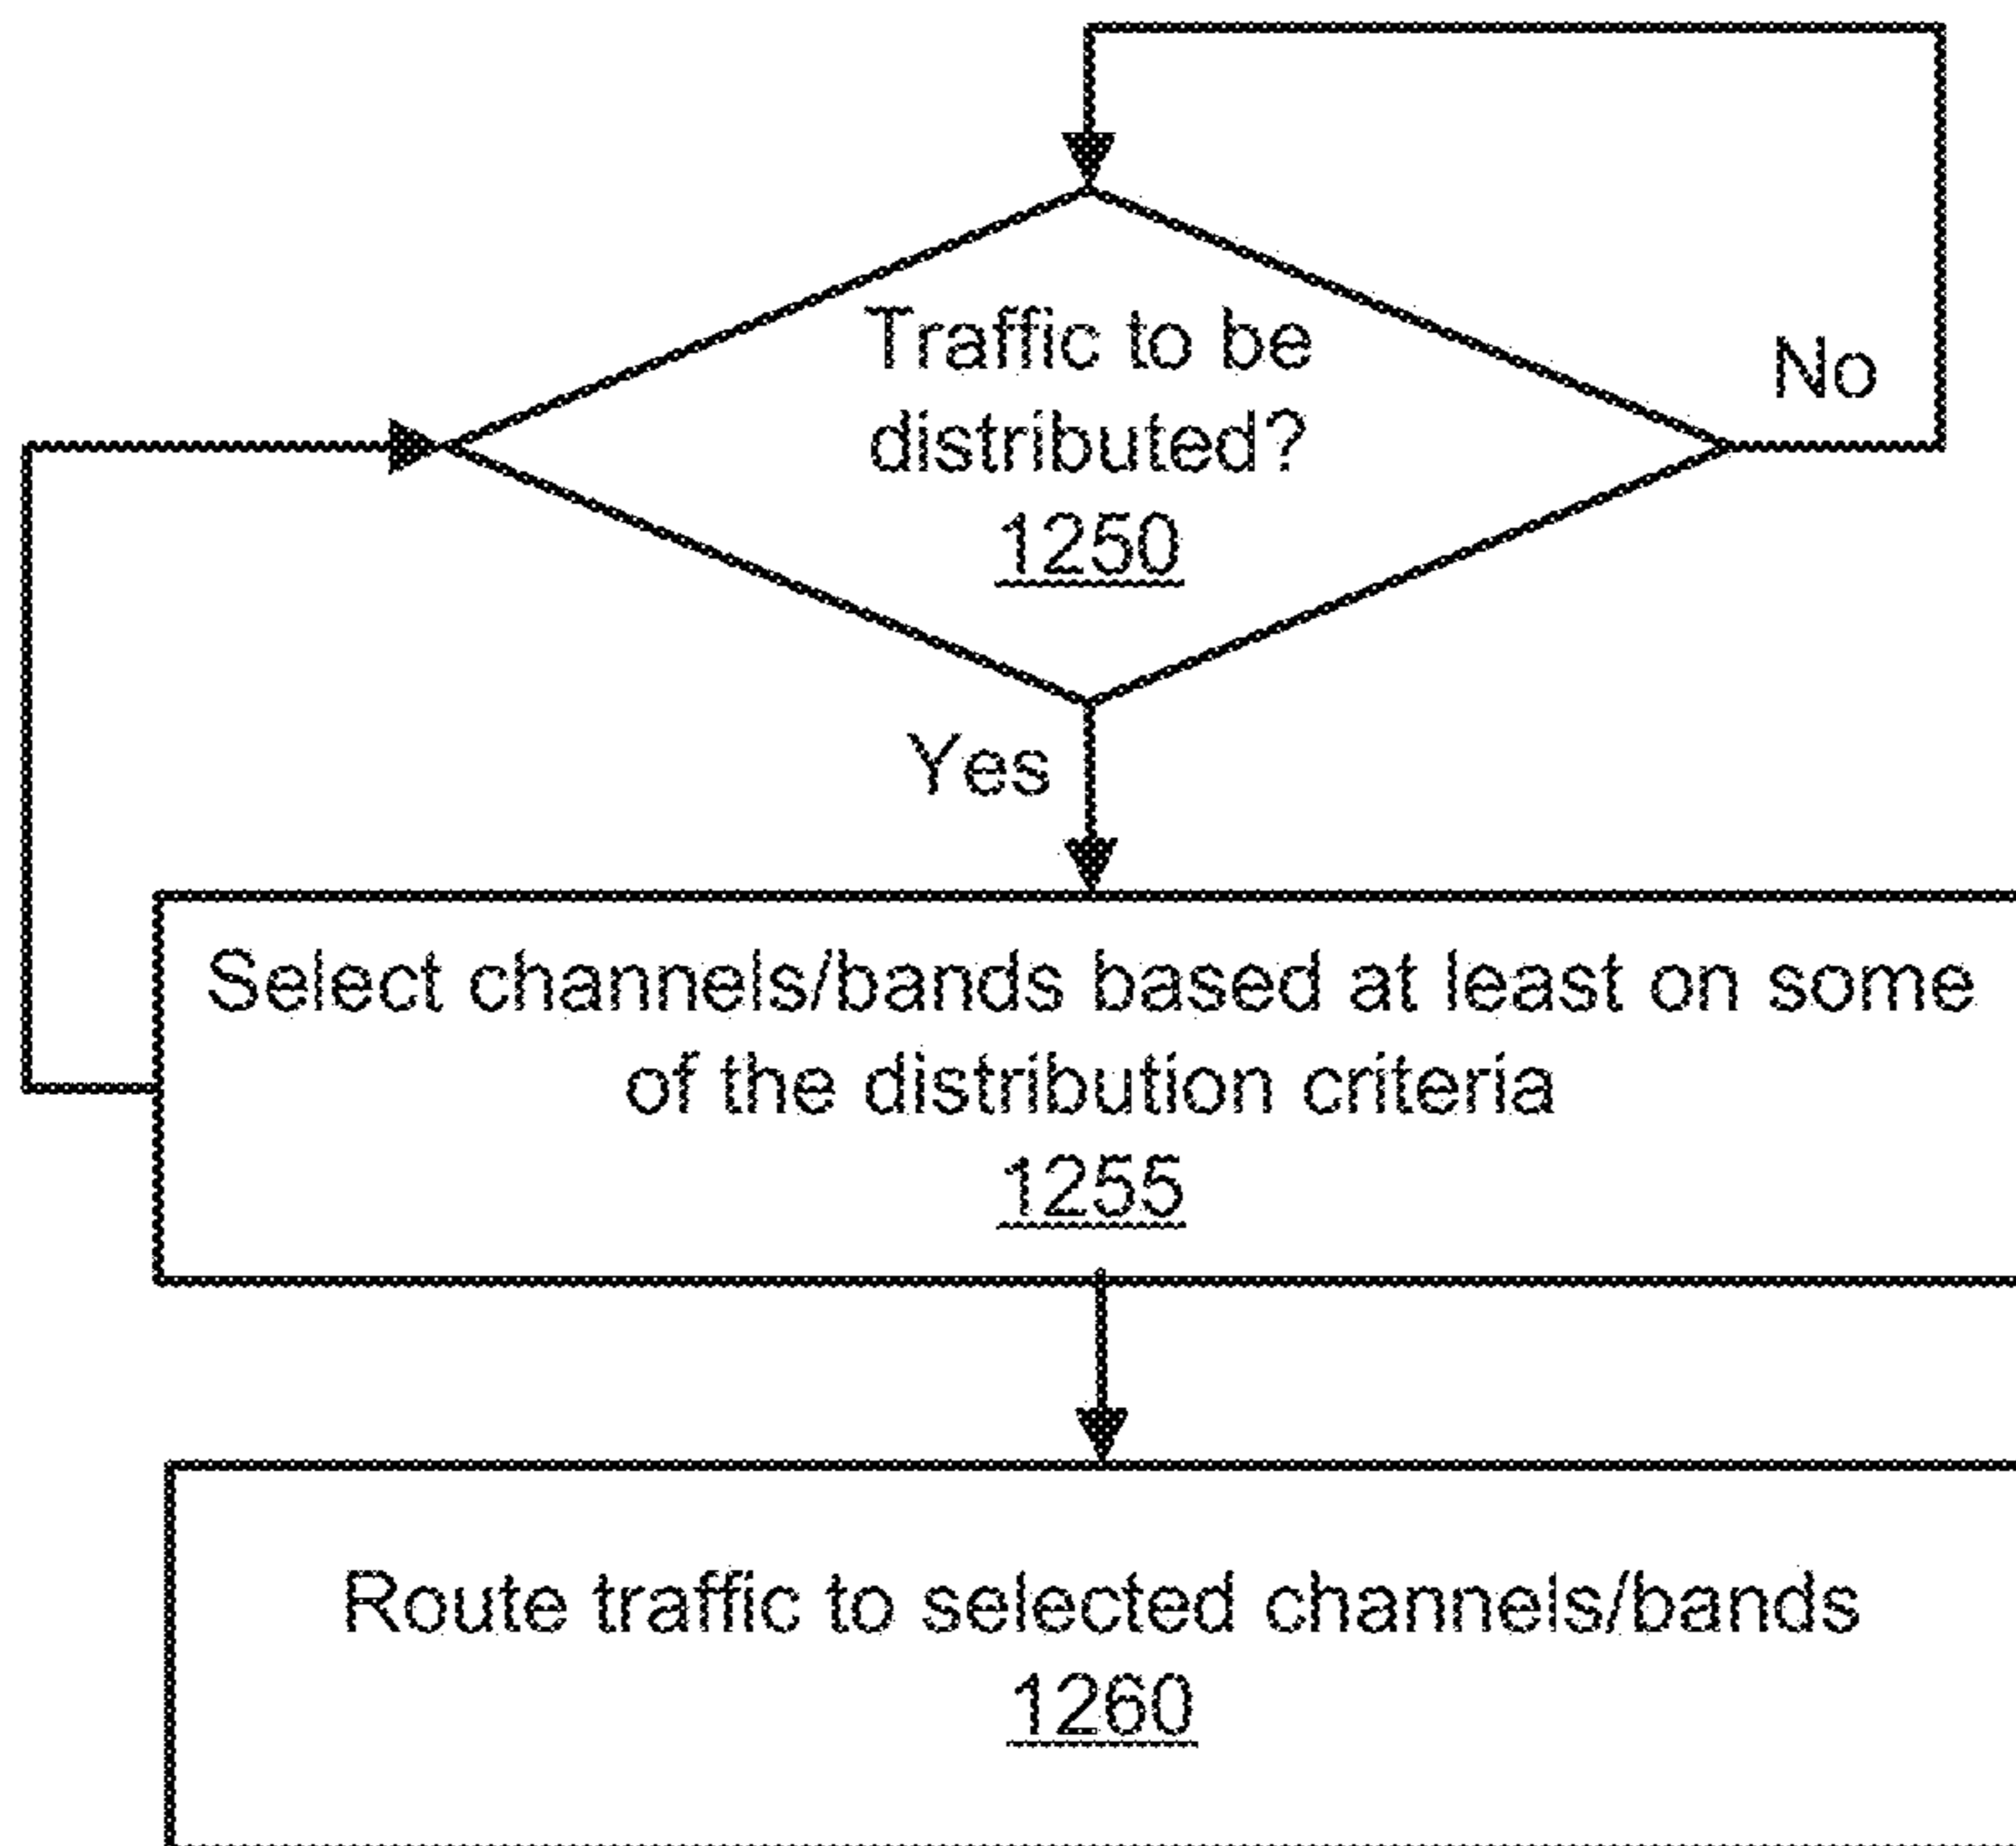 Traffic to be
distributed?
1250
No
Yes
Select channels/bands based at least on some
of the distribution criteria
1255
Route traffic to selected channels/bands
1260